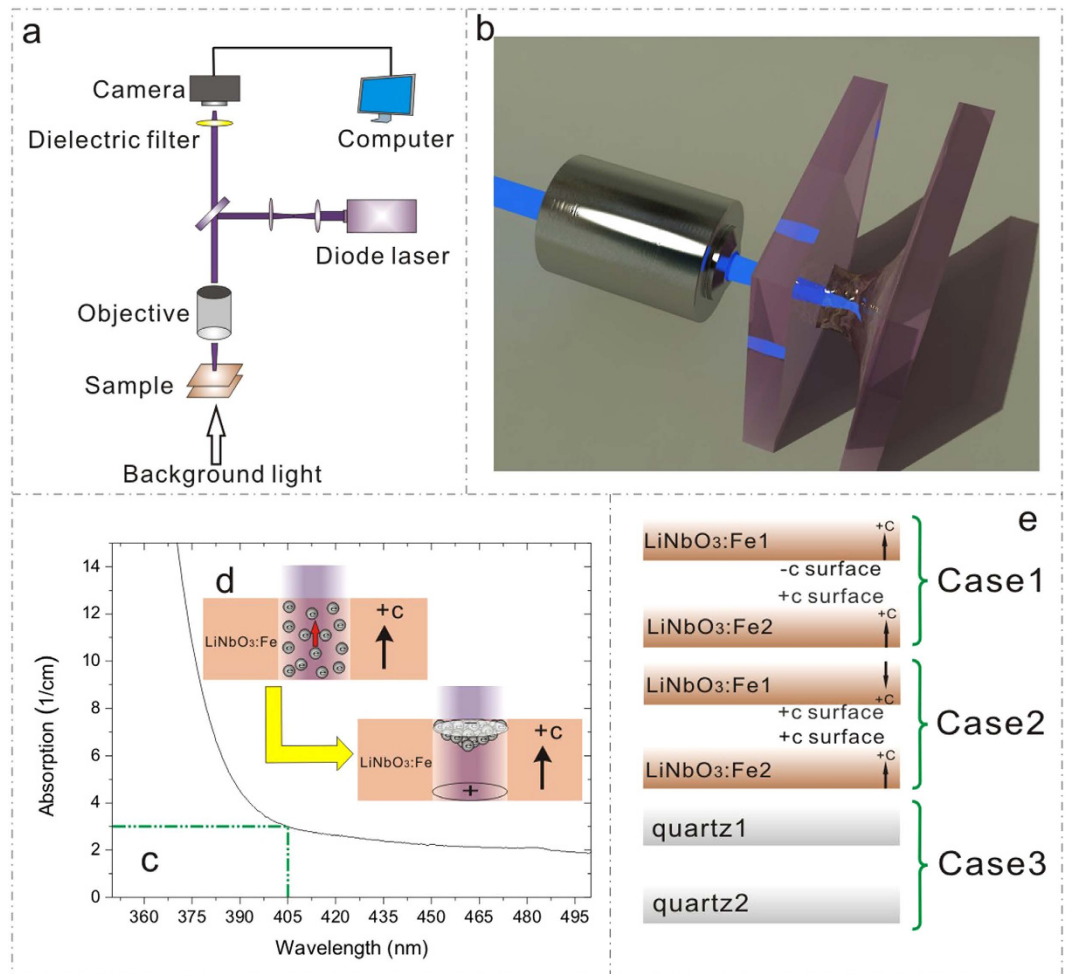 a
Camera
Dielectric filter
Computer
Diode laser
Objective
Sample
Background light
b
c
d
Absorption (1/cm)
14
12
10
8
6
4
2
0
360 375 390 405 420 435 450 465 480 495
Wavelength (nm)
LiNbO₃:Fe
+c
LiNbO₃:Fe
+c
+
e
LiNbO₃:Fe1
+C
-c surface
+c surface
LiNbO₃:Fe2
+C
Case1
LiNbO₃:Fe1
+C
+c surface
+c surface
LiNbO₃:Fe2
+C
Case2
quartz1
quartz2
Case3